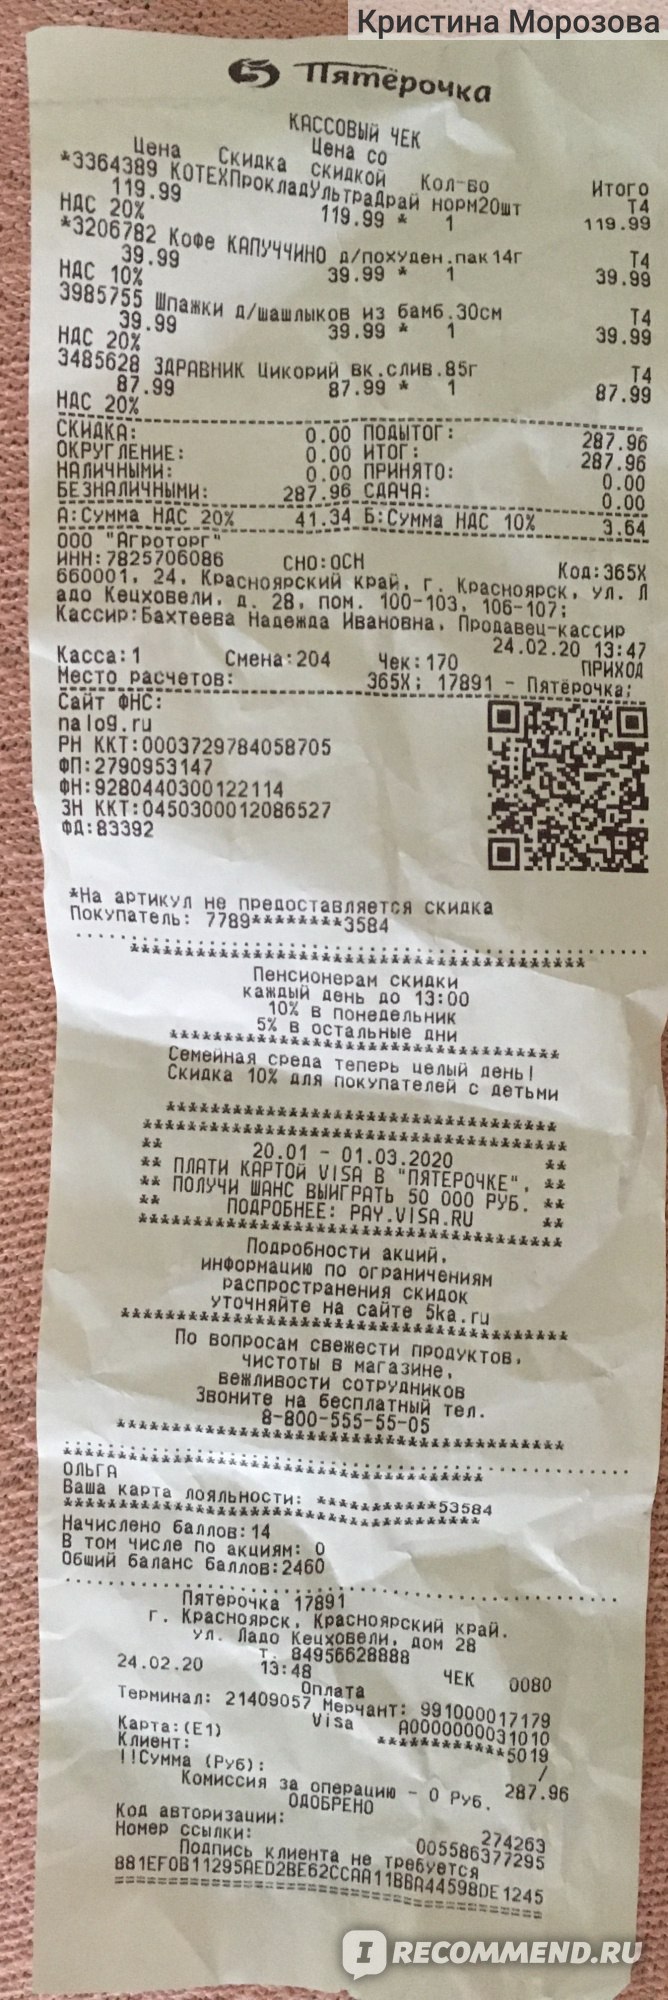 Кристина Морозова
5 Пятёрочка
КАССОВЫЙ ЧЕК
Цена Скидка Цена со скидкой Кол-во Итого
*3364389 КОТЕХПрокладУльтраДрай норм20шт Т4
119.99 119.99 * 1 119.99
НДС 20%
*3206782 Кофе КАПУЧЧИНО д/похуден.пак14г Т4
39.99 39.99 * 1 39.99
НДС 10%
3985755 Шпажки д/шашлыков из бамб.30см Т4
39.99 39.99 * 1 39.99
НДС 20%
3485628 ЗДРАВНИК Цикорий вк.слив.85г Т4
87.99 87.99 * 1 87.99
НДС 20%
СКИДКА: 0.00 ПОДЫТОГ: 287.96
ОКРУГЛЕНИЕ: 0.00 ИТОГ: 287.96
НАЛИЧНЫМИ: 0.00 ПРИНЯТО: 0.00
БЕЗНАЛИЧНЫМИ: 287.96 СДАЧА: 0.00
А:Сумма НДС 20% 41.34 Б:Сумма НДС 10% 3.64
ООО "Агроторг"
ИНН:7825706086 СНО:ОСН Код:365X
660001, 24, Красноярский край, г. Красноярск, ул. Л
адо Кецховели, д. 28, пом. 100-103, 106-107;
Кассир:Бахтеева Надежда Ивановна, Продавец-кассир
24.02.20 13:47
Касса:1 Смена:204 Чек:170 ПРИХОД
Место расчетов: 365X; 17891 - Пятёрочка;
Сайт ФНС:
nalog.ru
РН ККТ:0003729784058705
ФП:2790953147
ФН:9280440300122114
ЗН ККТ:0450300012086527
ФД:83392
*На артикул не предоставляется скидка
Покупатель: 7789********3584
Пенсионерам скидки
каждый день до 13:00
10% в понедельник
5% в остальные дни
Семейная среда теперь целый день!
Скидка 10% для покупателей с детьми
** 20.01 - 01.03.2020 **
** ПЛАТИ КАРТОЙ VISA В "ПЯТЕРОЧКЕ", **
** ПОЛУЧИ ШАНС ВЫИГРАТЬ 50 000 РУБ. **
** ПОДРОБНЕЕ: PAY.VISA.RU **
Подробности акций,
информацию по ограничениям
распространения скидок
уточняйте на сайте 5ka.ru
По вопросам свежести продуктов,
чистоты в магазине,
вежливости сотрудников
Звоните на бесплатный тел.
8-800-555-55-05
ОЛЬГА
Ваша карта лояльности: ***********53584
Начислено баллов:14
В том числе по акциям: 0
Общий баланс баллов:2460
Пятерочка 17891
г. Красноярск, Красноярский край.
ул. Ладо Кецховели, дом 28
т. 84956628888
24.02.20 13:48 ЧЕК 0080
Оплата
Терминал: 21409057 Мерчант: 991000017179
Visa A0000000031010
Карта:(E1) ************5019
Клиент: /
!!Сумма (Руб): 287.96
Комиссия за операцию - 0 Руб.
ОДОБРЕНО
Код авторизации: 274263
Номер ссылки: 005586377295
Подпись клиента не требуется
881EF0B11295AED2BE62CCAA11BBA44598DE1245
IRECOMMEND.RU